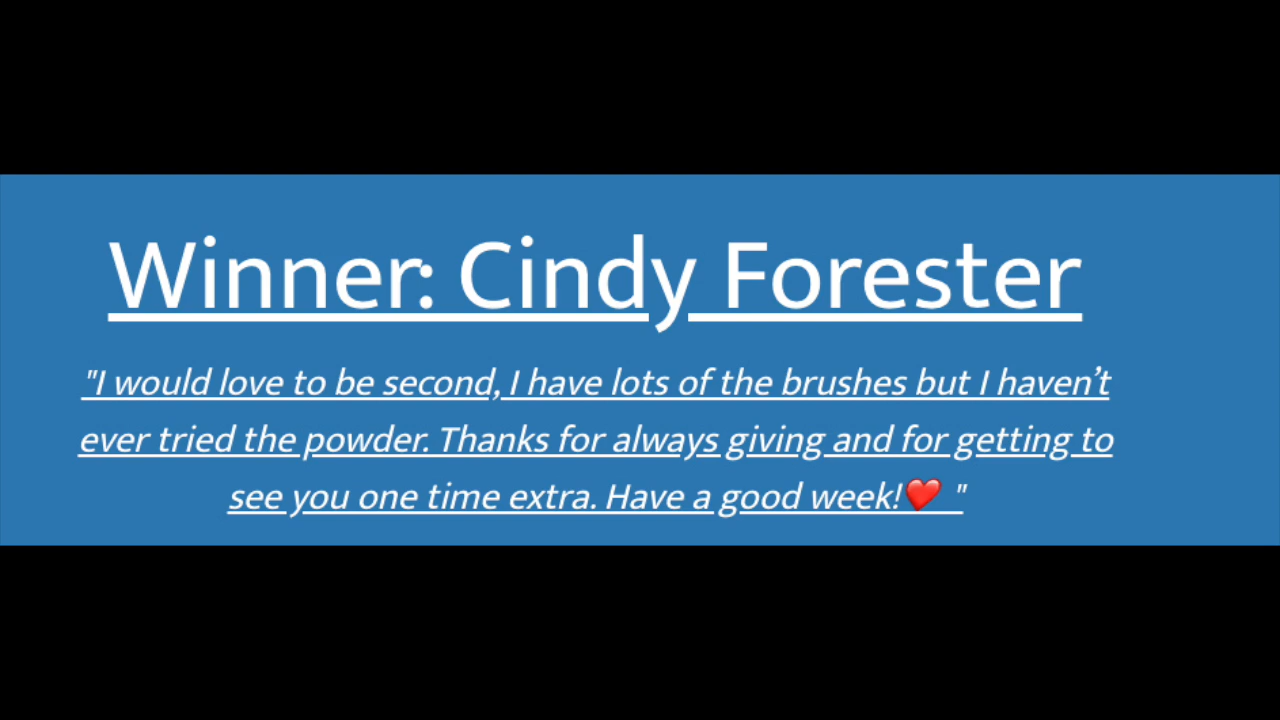 Winner: Cindy Forester
"I would love to be second, I have lots of the brushes but I haven’t
ever tried the powder. Thanks for always giving and for getting to
see you one time extra. Have a good week!❤️ "